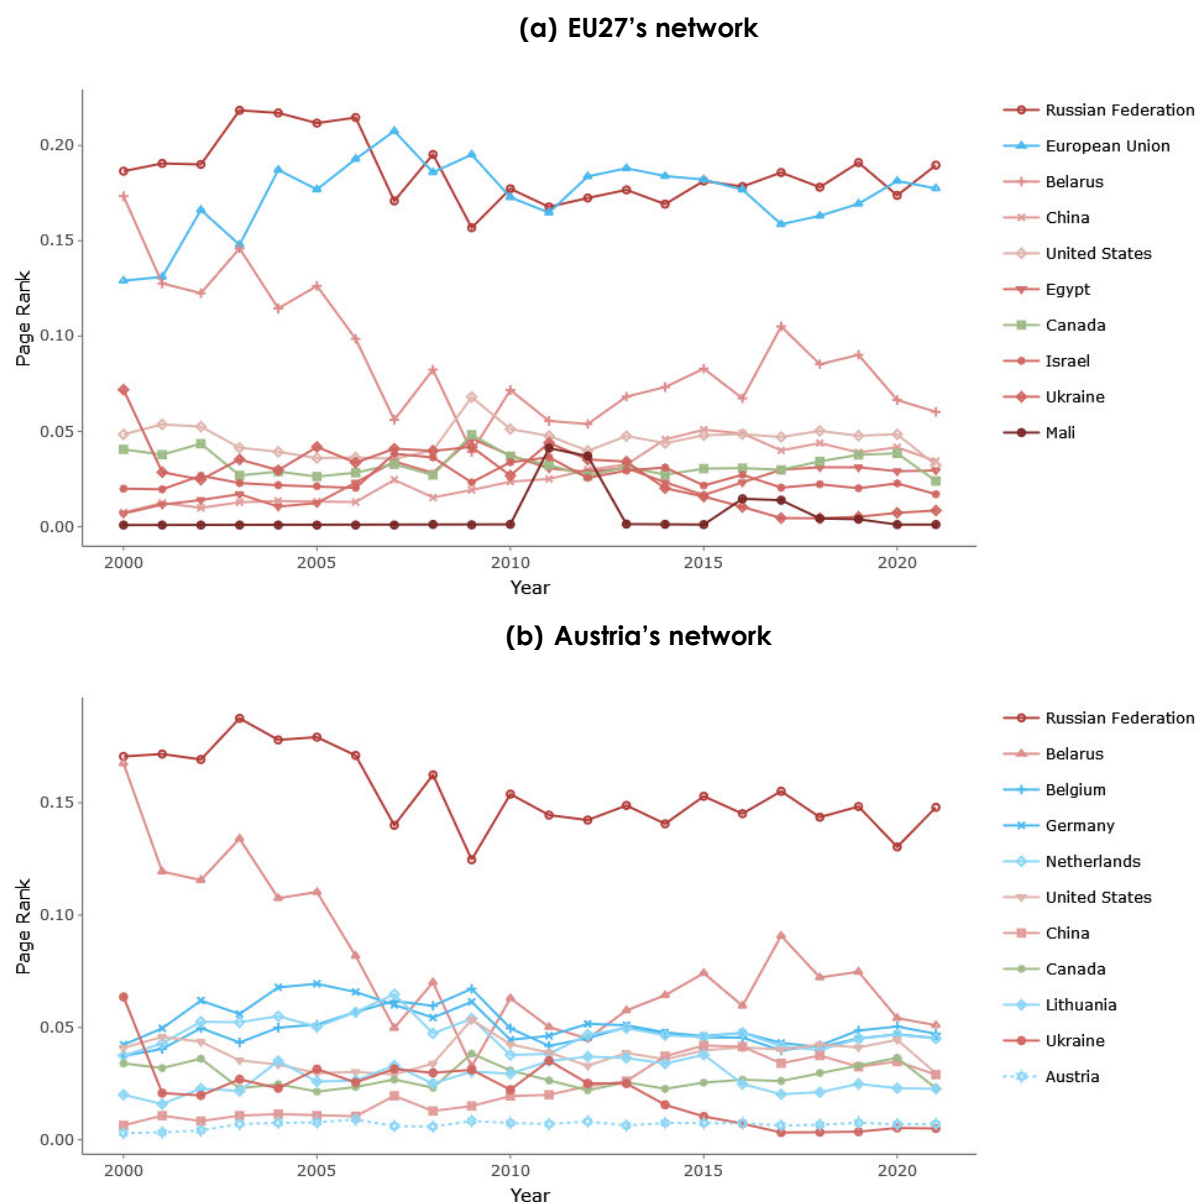 (a) EU27's network
Page Rank
0.20
0.15
0.10
0.05
0.00
2000 2005 2010 2015 2020
Year
Russian Federation
European Union
Belarus
China
United States
Egypt
Canada
Israel
Ukraine
Mali
(b) Austria's network
Page Rank
0.15
0.10
0.05
0.00
2000 2005 2010 2015 2020
Year
Russian Federation
Belarus
Belgium
Germany
Netherlands
United States
China
Canada
Lithuania
Ukraine
Austria